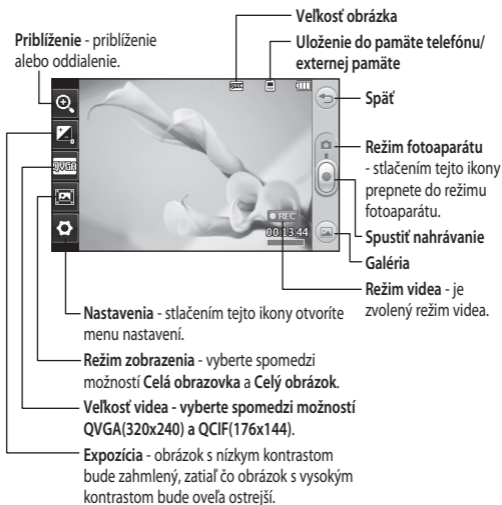 Veľkosť obrázka
Priblíženie - priblíženie
alebo oddialenie.
Uloženie do pamäte telefónu/
externej pamäte
Späť
Režim fotoaparátu
- stlačením tejto ikony
prepnete do režimu
fotoaparátu.
Spustiť nahrávanie
Galéria
Režim videa - je
zvolený režim videa.
QVGA
REC
00:13:44
Nastavenia - stlačením tejto ikony otvoríte
menu nastavení.
Režim zobrazenia - vyberte spomedzi
možností Celá obrazovka a Celý obrázok.
Veľkosť videa - vyberte spomedzi možností
QVGA(320x240) a QCIF(176x144).
Expozícia - obrázok s nízkym kontrastom
bude zahmlený, zatiaľ čo obrázok s vysokým
kontrastom bude oveľa ostrejší.